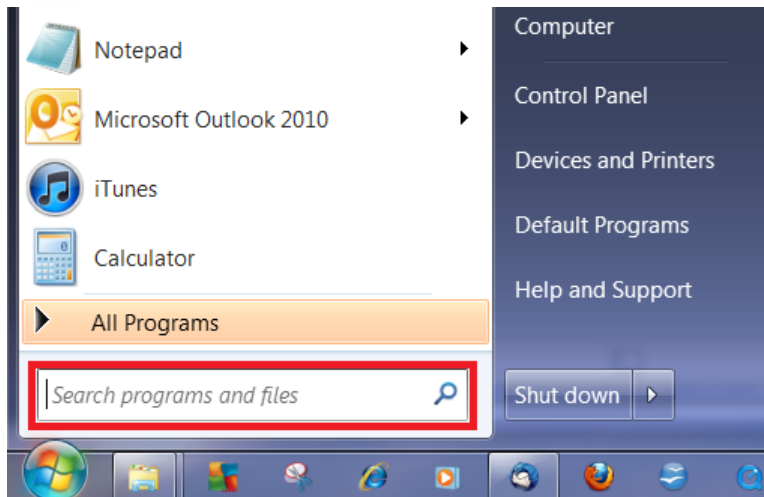 Notepad
Microsoft Outlook 2010
iTunes
Calculator
All Programs
Search programs and files
Computer
Control Panel
Devices and Printers
Default Programs
Help and Support
Shut down